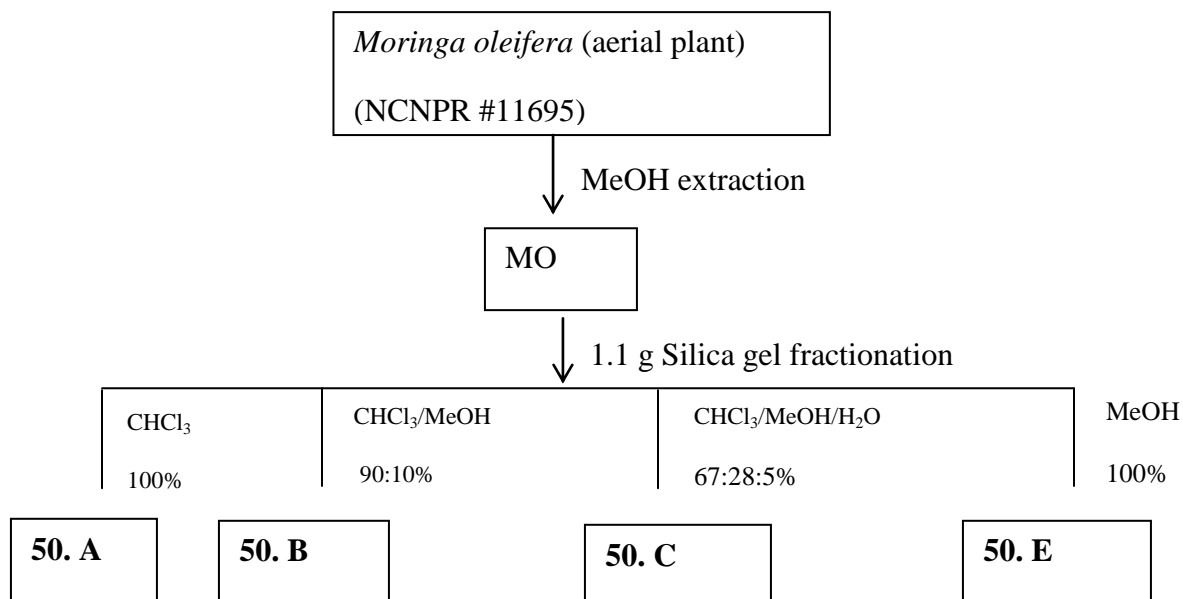 Moringa oleifera (aerial plant)
(NCNPR #11695)
MeOH extraction
MO
1.1 g Silica gel fractionation
CHCl₃
100%
CHCl₃/MeOH
90:10%
CHCl₃/MeOH/H₂O
67:28:5%
MeOH
100%
50. A
50. B
50. C
50. E